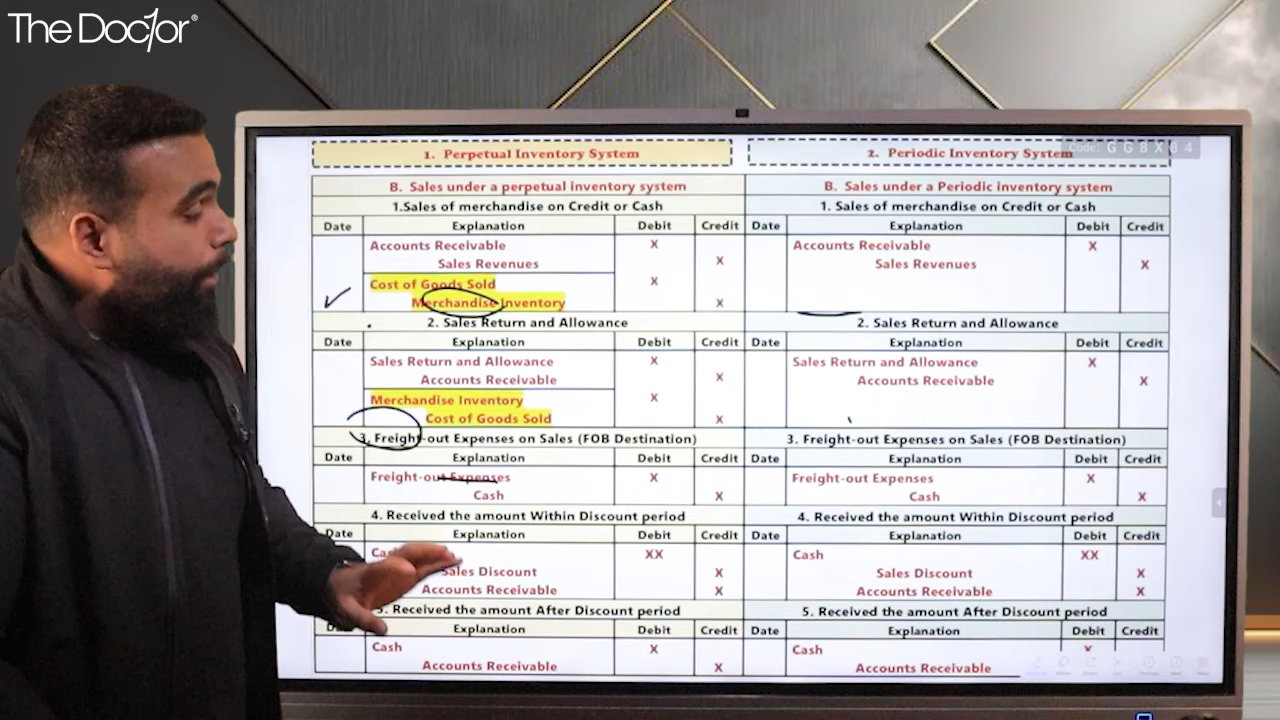 The Doctor®
1. Perpetual Inventory System
2. Periodic Inventory System
Code: G G 8 X 8 4
B. Sales under a perpetual inventory system
B. Sales under a Periodic inventory system
1.Sales of merchandise on Credit or Cash
1. Sales of merchandise on Credit or Cash
Date Explanation Debit Credit Date Explanation Debit Credit
Accounts Receivable X Accounts Receivable X
Sales Revenues X Sales Revenues X
Cost of Goods Sold X
Merchandise Inventory X
2. Sales Return and Allowance 2. Sales Return and Allowance
Date Explanation Debit Credit Date Explanation Debit Credit
Sales Return and Allowance X Sales Return and Allowance X
Accounts Receivable X Accounts Receivable X
Merchandise Inventory X
Cost of Goods Sold X
3. Freight-out Expenses on Sales (FOB Destination) 3. Freight-out Expenses on Sales (FOB Destination)
Date Explanation Debit Credit Date Explanation Debit Credit
Freight-out Expenses X Freight-out Expenses X
Cash X Cash X
4. Received the amount Within Discount period 4. Received the amount Within Discount period
Date Explanation Debit Credit Date Explanation Debit Credit
XX Cash XX
Sales Discount X Sales Discount X
Accounts Receivable X Accounts Receivable X
. Received the amount After Discount period 5. Received the amount After Discount period
Explanation Debit Credit Date Explanation Debit Credit
Cash X Cash X
Accounts Receivable X Accounts Receivable